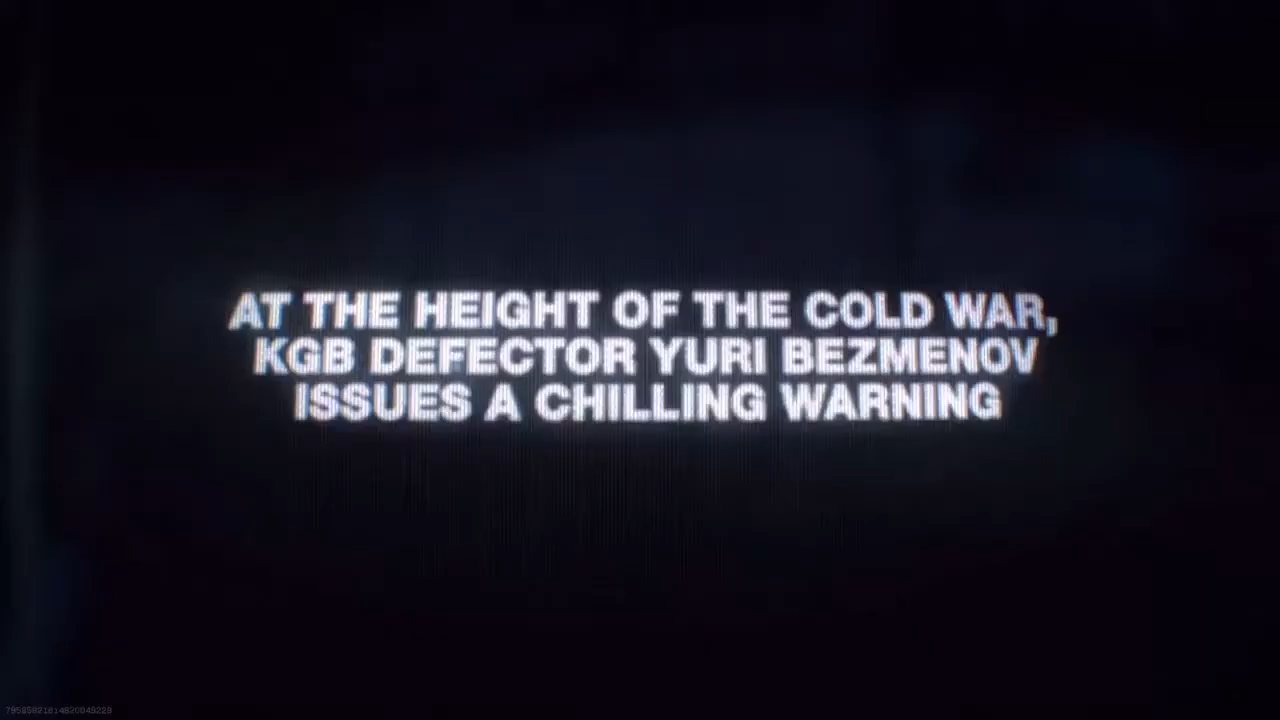 AT THE HEIGHT OF THE COLD WAR,
KGB DEFECTOR YURI BEZMENOV
ISSUES A CHILLING WARNING